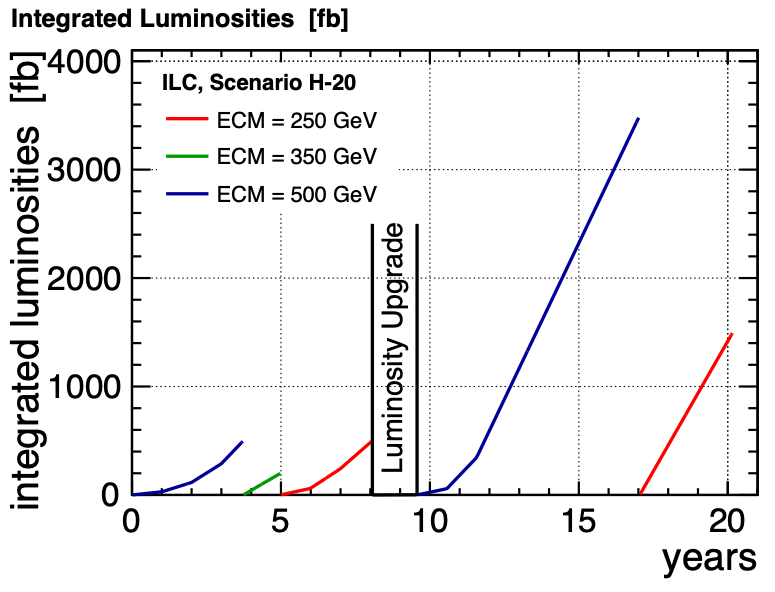 Integrated Luminosities [fb]
integrated luminosities [fb]
4000
3000
2000
1000
0
ILC, Scenario H-20
ECM = 250 GeV
ECM = 350 GeV
ECM = 500 GeV
Luminosity Upgrade
0 5 10 15 20
years